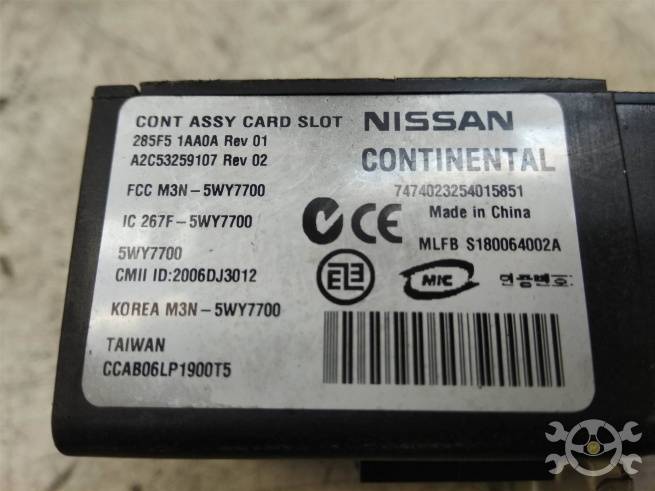 CONT ASSY CARD SLOT NISSAN
285F5 1AA0A Rev 01
A2C53259107 Rev 02 CONTINENTAL
FCC M3N-5WY7700 7474023254015851
IC 267F-5WY7700 CE Made in China
MLFB S180064002A
5WY7700
CMII ID:2006DJ3012 MIC 인증번호
KOREA M3N-5WY7700
TAIWAN
CCAB06LP1900T5